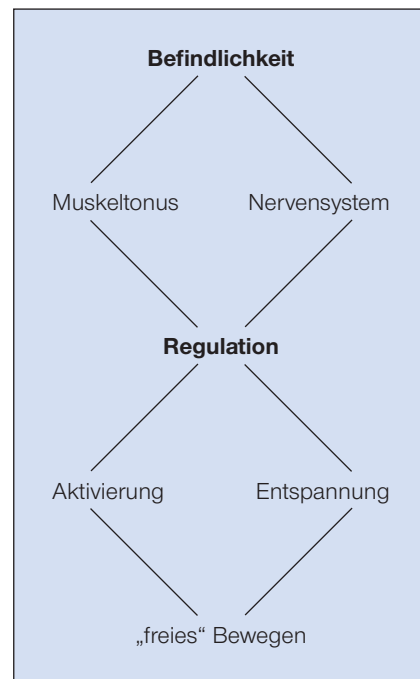 Befindlichkeit
Muskeltonus Nervensystem
Regulation
Aktivierung Entspannung
„freies“ Bewegen